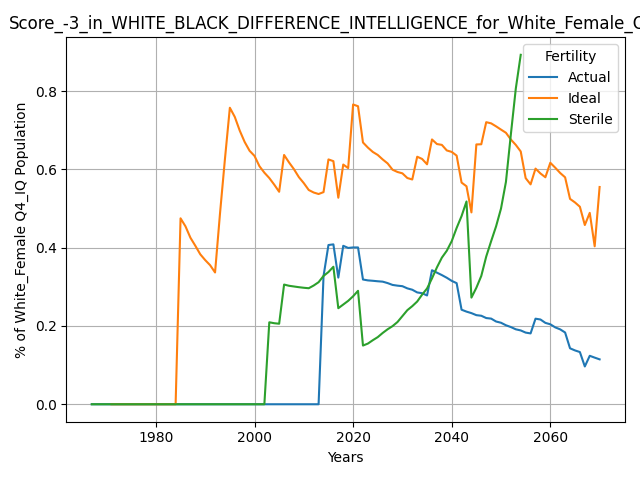 Score_-3_in_WHITE_BLACK_DIFFERENCE_INTELLIGENCE_for_White_Female_
Fertility
Actual
Ideal
Sterile
% of White_Female Q4_IQ Population
0.8
0.6
0.4
0.2
0.0
1980 2000 2020 2040 2060
Years